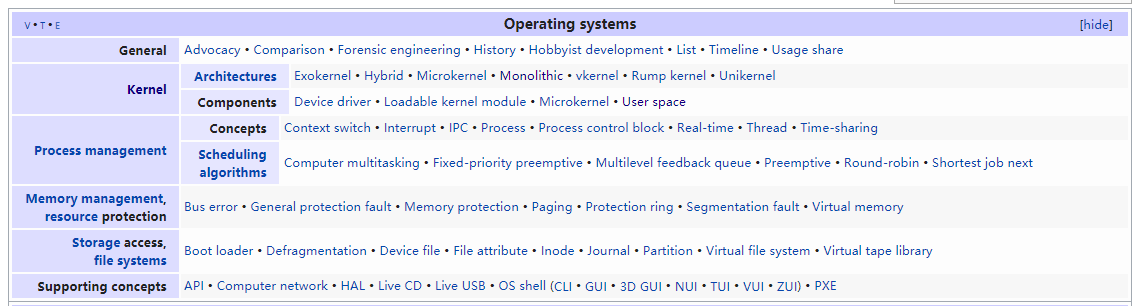 V • T • E Operating systems [hide]
General Advocacy • Comparison • Forensic engineering • History • Hobbyist development • List • Timeline • Usage share
Kernel
Architectures Exokernel • Hybrid • Microkernel • Monolithic • vkernel • Rump kernel • Unikernel
Components Device driver • Loadable kernel module • Microkernel • User space
Process management
Concepts Context switch • Interrupt • IPC • Process • Process control block • Real-time • Thread • Time-sharing
Scheduling
algorithms
Computer multitasking • Fixed-priority preemptive • Multilevel feedback queue • Preemptive • Round-robin • Shortest job next
Memory management,
resource protection
Bus error • General protection fault • Memory protection • Paging • Protection ring • Segmentation fault • Virtual memory
Storage access,
file systems
Boot loader • Defragmentation • Device file • File attribute • Inode • Journal • Partition • Virtual file system • Virtual tape library
Supporting concepts API • Computer network • HAL • Live CD • Live USB • OS shell (CLI • GUI • 3D GUI • NUI • TUI • VUI • ZUI) • PXE